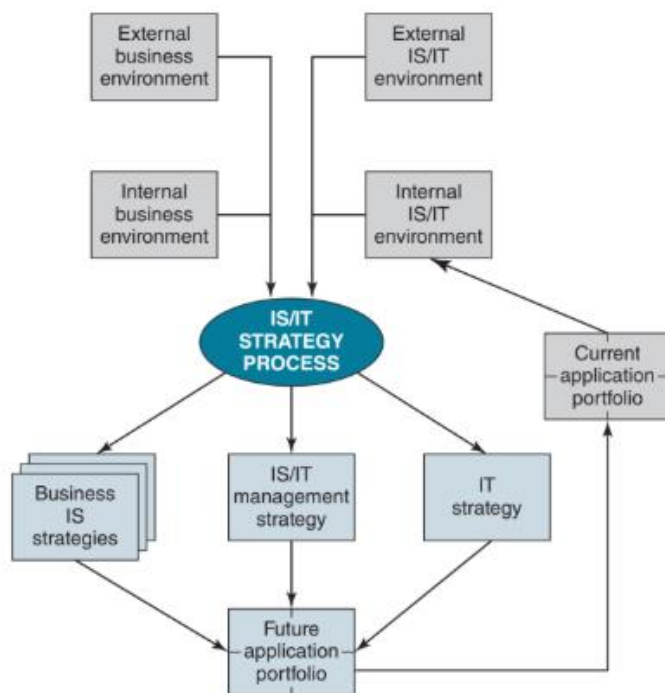 External
business
environment
External
IS/IT
environment
Internal
business
environment
Internal
IS/IT
environment
IS/IT
STRATEGY
PROCESS
Current
application
portfolio
Business
IS
strategies
IS/IT
management
strategy
IT
strategy
Future
application
portfolio